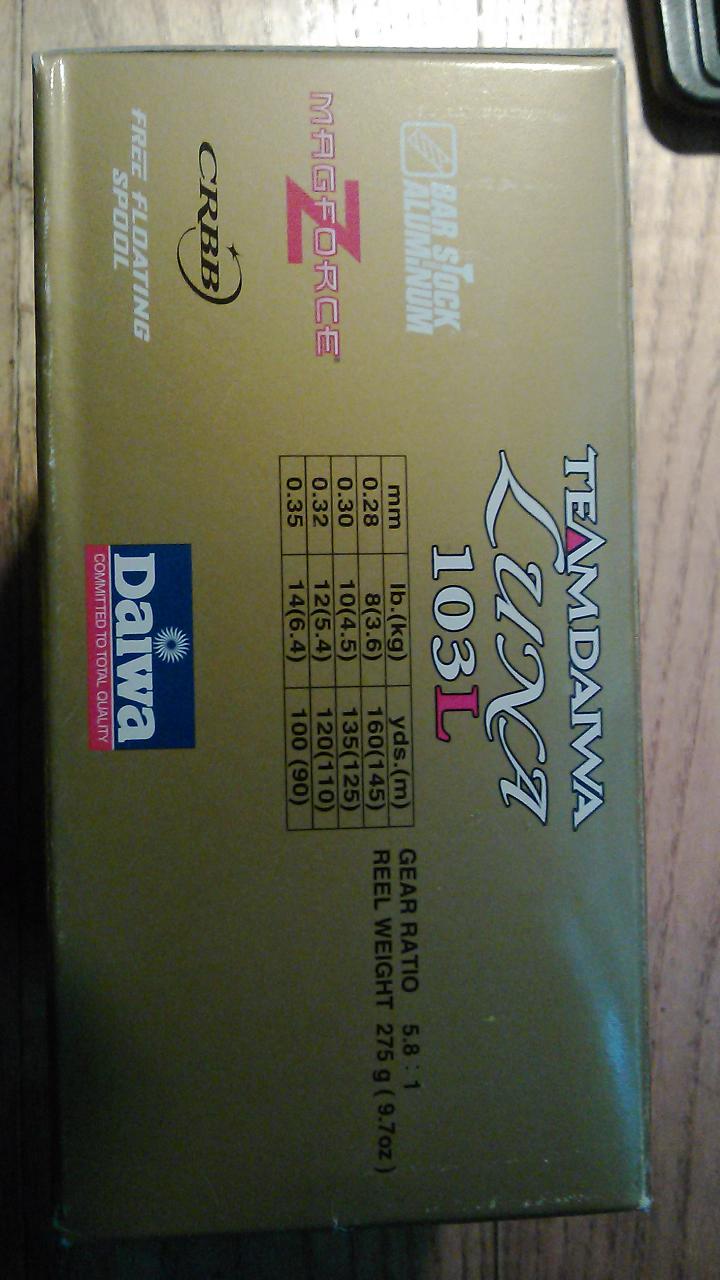 TEAMDAIWA
LUNA
103L
BAR STOCK
ALUMINUM
MAGFORCE
Z
CRBB
FREE FLOATING
SPOOL
mm lb.(kg) yds.(m)
0.28 8(3.6) 160(145)
0.30 10(4.5) 135(125)
0.32 12(5.4) 120(110)
0.35 14(6.4) 100 (90)
GEAR RATIO 5.8 : 1
REEL WEIGHT 275 g ( 9.7oz )
Daiwa
COMMITTED TO TOTAL QUALITY